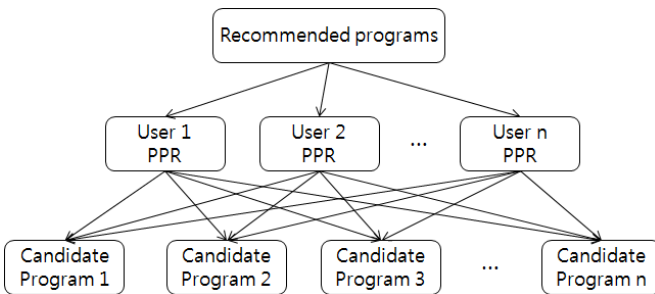 Recommended programs
User 1
PPR
User 2
PPR
...
User n
PPR
Candidate
Program 1
Candidate
Program 2
Candidate
Program 3
...
Candidate
Program n